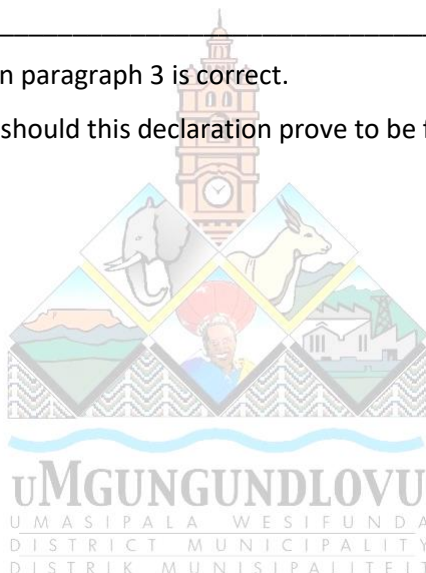 n paragraph 3 is correct.
should this declaration prove to be f
uMGUNGUNDLOVU
UMASIPALA WESIFUNDA
DISTRICT MUNICIPALITY
DISTRIK MUNISIPALITEIT